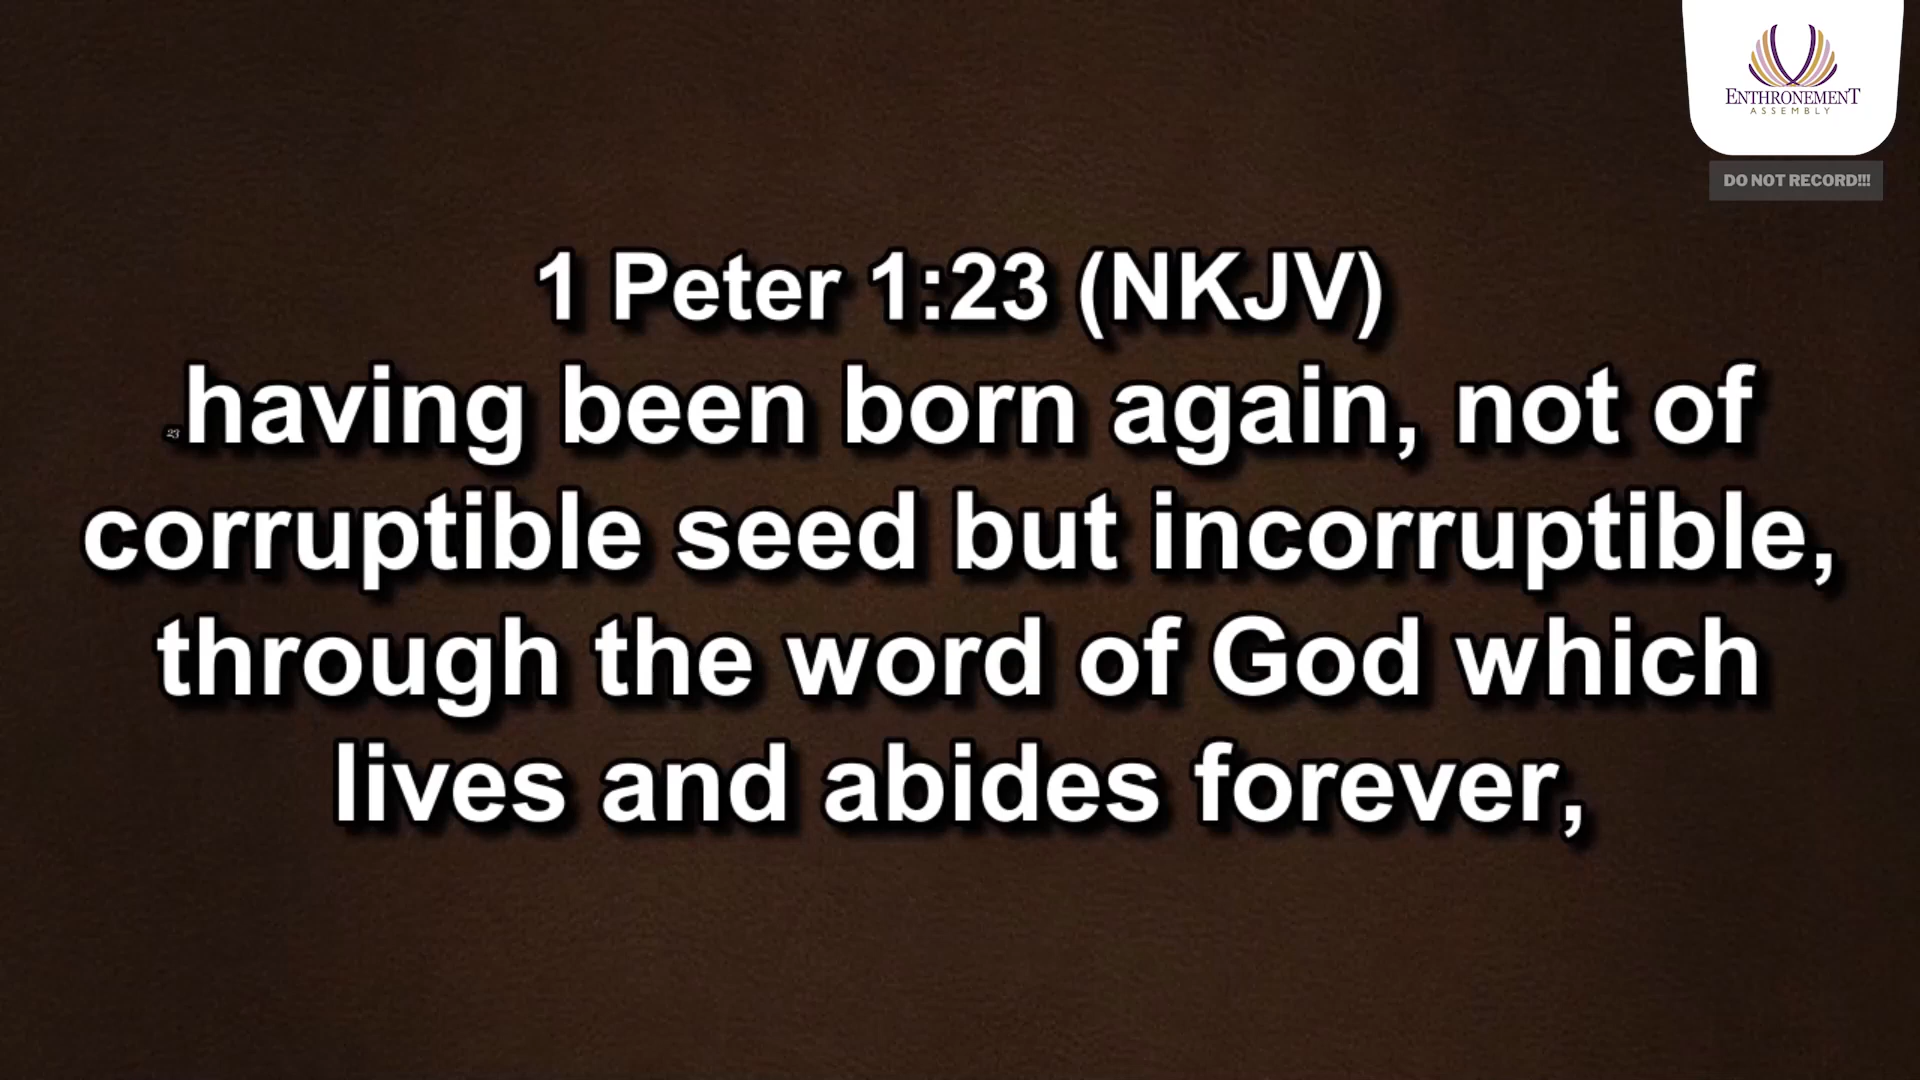 ENTHRONEMENT
ASSEMBLY
DO NOT RECORD!!!
1 Peter 1:23 (NKJV)
23 having been born again, not of
corruptible seed but incorruptible,
through the word of God which
lives and abides forever,